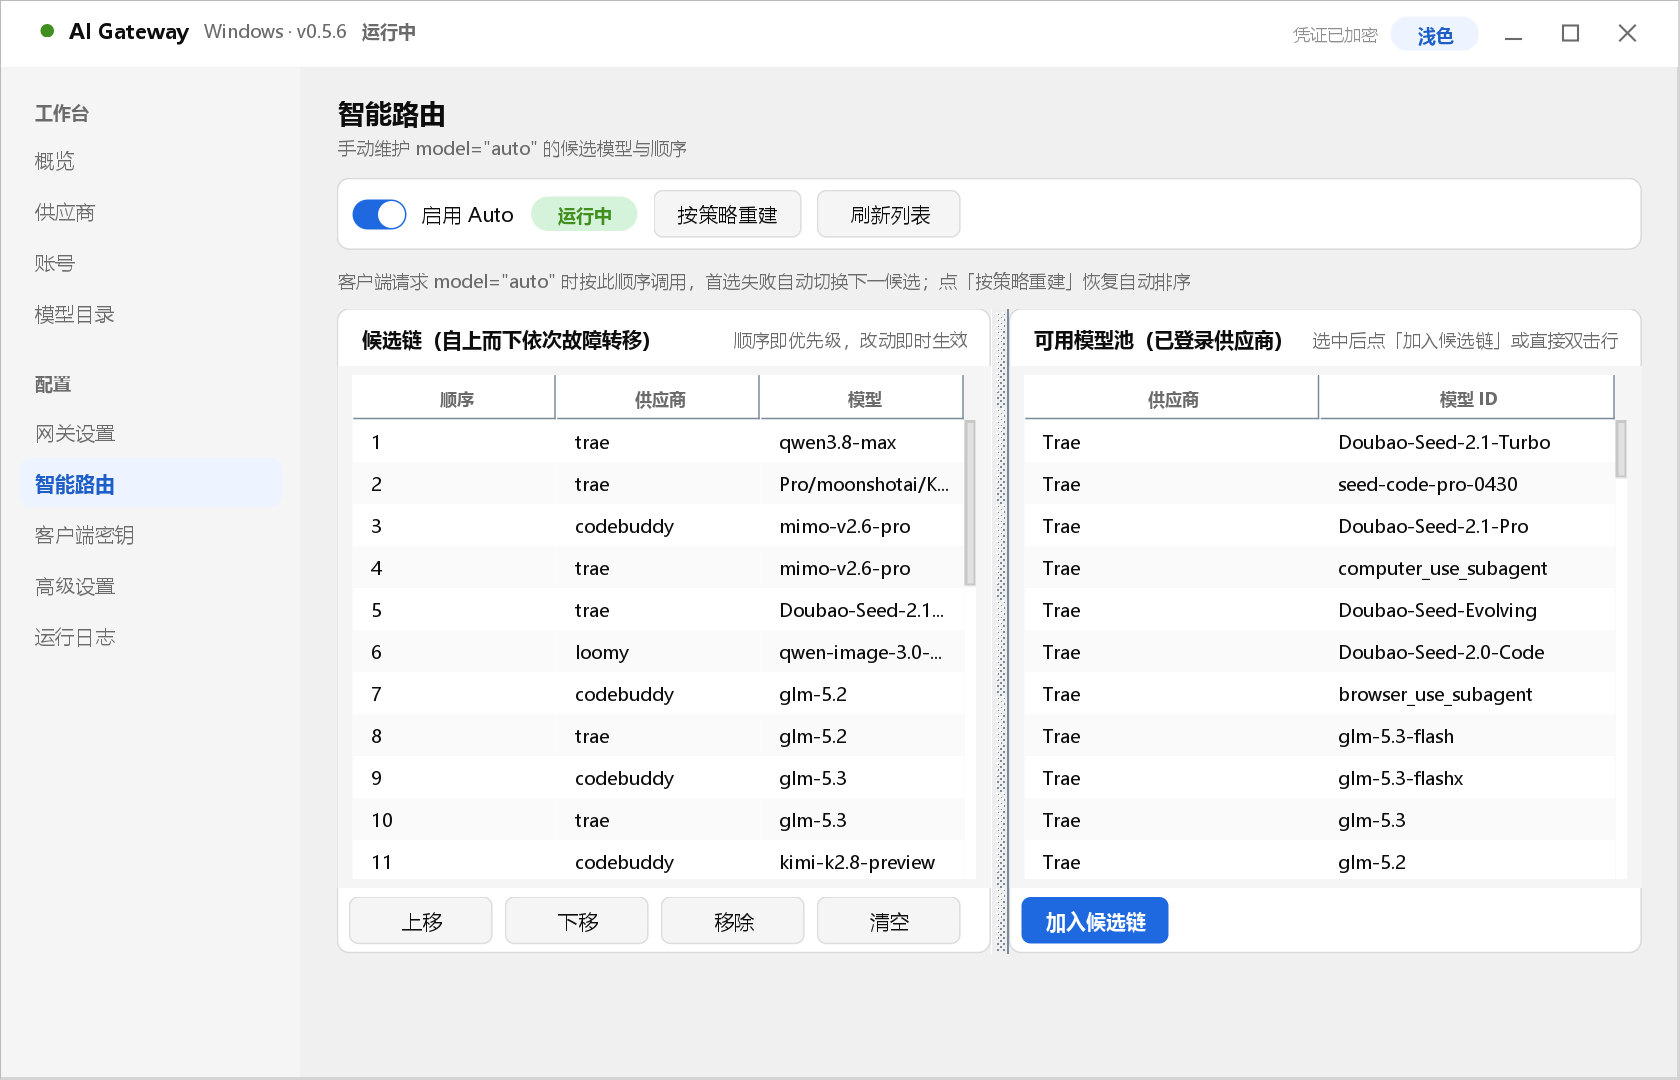 AI Gateway Windows · v0.5.6 运行中 凭证已加密 浅色
工作台
概览
供应商
账号
模型目录
配置
网关设置
智能路由
客户端密钥
高级设置
运行日志
智能路由
手动维护 model="auto" 的候选模型与顺序
启用 Auto 运行中 按策略重建 刷新列表
客户端请求 model="auto" 时按此顺序调用，首选失败自动切换下一候选；点「按策略重建」恢复自动排序
候选链（自上而下依次故障转移） 顺序即优先级，改动即时生效
顺序 供应商 模型
1 trae qwen3.8-max
2 trae Pro/moonshotai/K...
3 codebuddy mimo-v2.6-pro
4 trae mimo-v2.6-pro
5 trae Doubao-Seed-2.1...
6 loomy qwen-image-3.0-...
7 codebuddy glm-5.2
8 trae glm-5.2
9 codebuddy glm-5.3
10 trae glm-5.3
11 codebuddy kimi-k2.8-preview
上移 下移 移除 清空
可用模型池（已登录供应商） 选中后点「加入候选链」或直接双击行
供应商 模型 ID
Trae Doubao-Seed-2.1-Turbo
Trae seed-code-pro-0430
Trae Doubao-Seed-2.1-Pro
Trae computer_use_subagent
Trae Doubao-Seed-Evolving
Trae Doubao-Seed-2.0-Code
Trae browser_use_subagent
Trae glm-5.3-flash
Trae glm-5.3-flashx
Trae glm-5.3
Trae glm-5.2
加入候选链